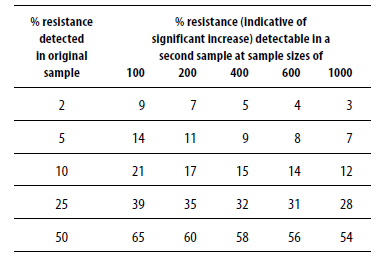 % resistance % resistance (indicative of
detected significant increase) detectable in a
in original second sample at sample sizes of
sample 100 200 400 600 1000
2 9 7 5 4 3
5 14 11 9 8 7
10 21 17 15 14 12
25 39 35 32 31 28
50 65 60 58 56 54